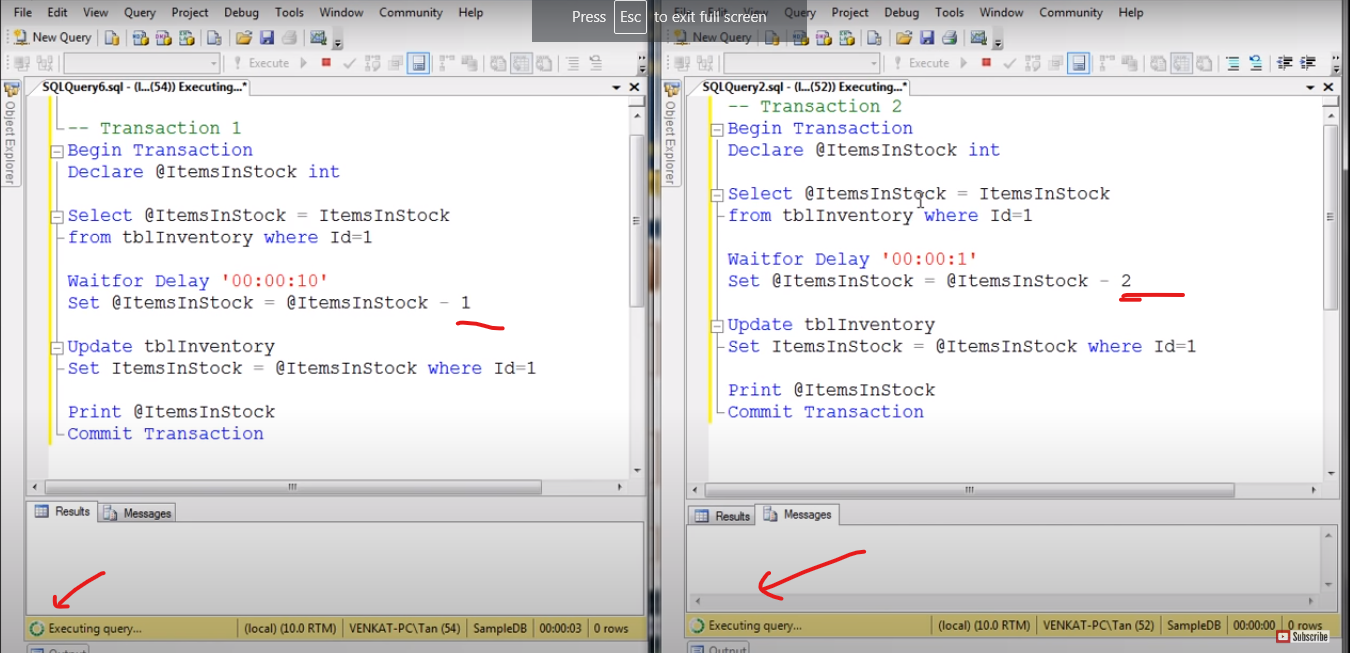 Press Esc to exit full screen
File Edit View Query Project Debug Tools Window Community Help
New Query
Execute
SQLQuery6.sql - (l...(54)) Executing...*
Object Explorer
-- Transaction 1
Begin Transaction
Declare @ItemsInStock int
Select @ItemsInStock = ItemsInStock
from tblInventory where Id=1
Waitfor Delay '00:00:10'
Set @ItemsInStock = @ItemsInStock - 1
Update tblInventory
Set ItemsInStock = @ItemsInStock where Id=1
Print @ItemsInStock
Commit Transaction
Results Messages
Executing query... (local) (10.0 RTM) VENKAT-PC\Tan (54) SampleDB 00:00:03 0 rows
Output
File Edit View Query Project Debug Tools Window Community Help
New Query
Execute
SQLQuery2.sql - (l...(52)) Executing...*
Object Explorer
-- Transaction 2
Begin Transaction
Declare @ItemsInStock int
Select @ItemsInStock = ItemsInStock
from tblInventory where Id=1
Waitfor Delay '00:00:1'
Set @ItemsInStock = @ItemsInStock - 2
Update tblInventory
Set ItemsInStock = @ItemsInStock where Id=1
Print @ItemsInStock
Commit Transaction
Results Messages
Executing query... (local) (10.0 RTM) VENKAT-PC\Tan (52) SampleDB 00:00:00 0 rows
Subscribe
Output